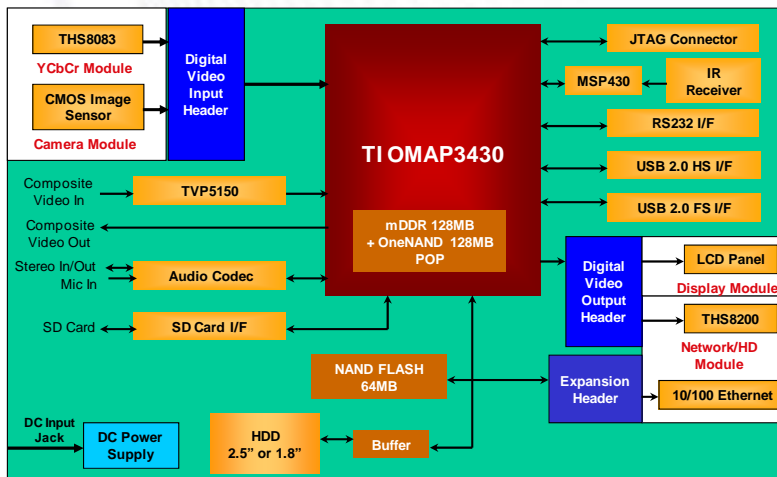 THS8083
YCbCr Module
CMOS Image
Sensor
Camera Module
Digital
Video
Input
Header
TI OMAP3430
mDDR 128MB
+ OneNAND 128MB
POP
JTAG Connector
MSP430
IR
Receiver
RS232 I/F
USB 2.0 HS I/F
USB 2.0 FS I/F
Composite
Video In
TVP5150
Composite
Video Out
Stereo In/Out
Mic In
Audio Codec
SD Card
SD Card I/F
Digital
Video
Output
Header
LCD Panel
Display Module
THS8200
Network/HD
Module
NAND FLASH
64MB
Expansion
Header
10/100 Ethernet
DC Input
Jack
DC Power
Supply
HDD
2.5” or 1.8”
Buffer